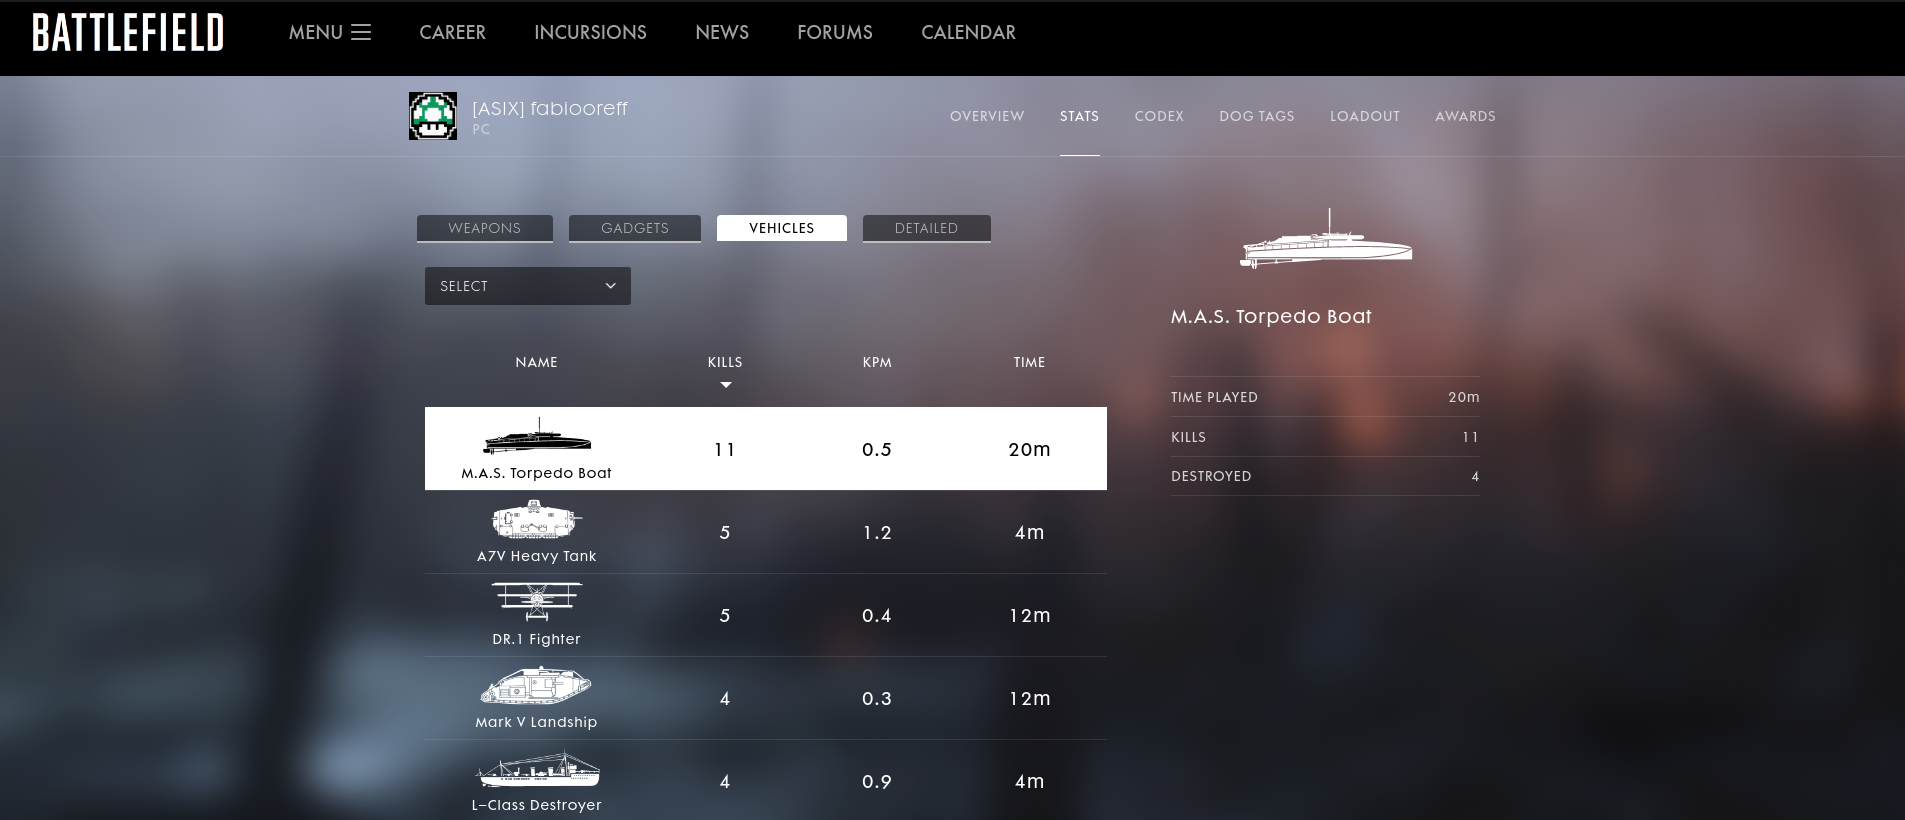 BATTLEFIELD MENU CAREER INCURSIONS NEWS FORUMS CALENDAR
[ASIX] fablooreff
PC
OVERVIEW STATS CODEX DOG TAGS LOADOUT AWARDS
WEAPONS GADGETS VEHICLES DETAILED
SELECT
NAME KILLS KPM TIME
M.A.S. Torpedo Boat 11 0.5 20m
A7V Heavy Tank 5 1.2 4m
DR.1 Fighter 5 0.4 12m
Mark V Landship 4 0.3 12m
L–Class Destroyer 4 0.9 4m
M.A.S. Torpedo Boat
TIME PLAYED 20m
KILLS 11
DESTROYED 4